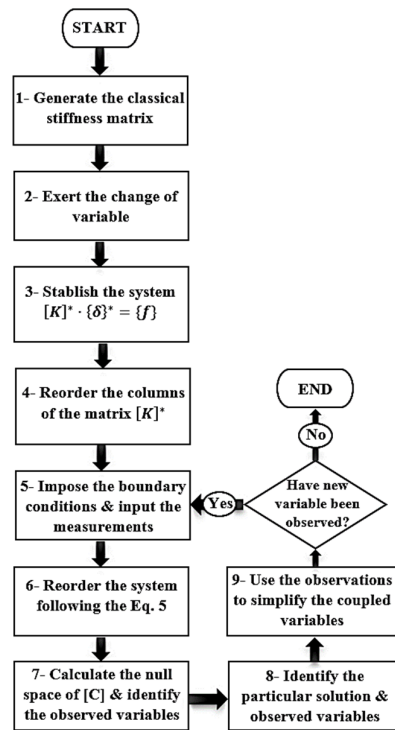 START
1- Generate the classical
stiffness matrix
2- Exert the change of
variable
3- Stablish the system
[K]* · {δ}* = {f}
4- Reorder the columns
of the matrix [K]*
5- Impose the boundary
conditions & input the
measurements
6- Reorder the system
following the Eq. 5
7- Calculate the null
space of [C] & identify
the observed variables
8- Identify the
particular solution &
observed variables
9- Use the observations
to simplify the coupled
variables
Have new
variable been
observed?
Yes
No
END